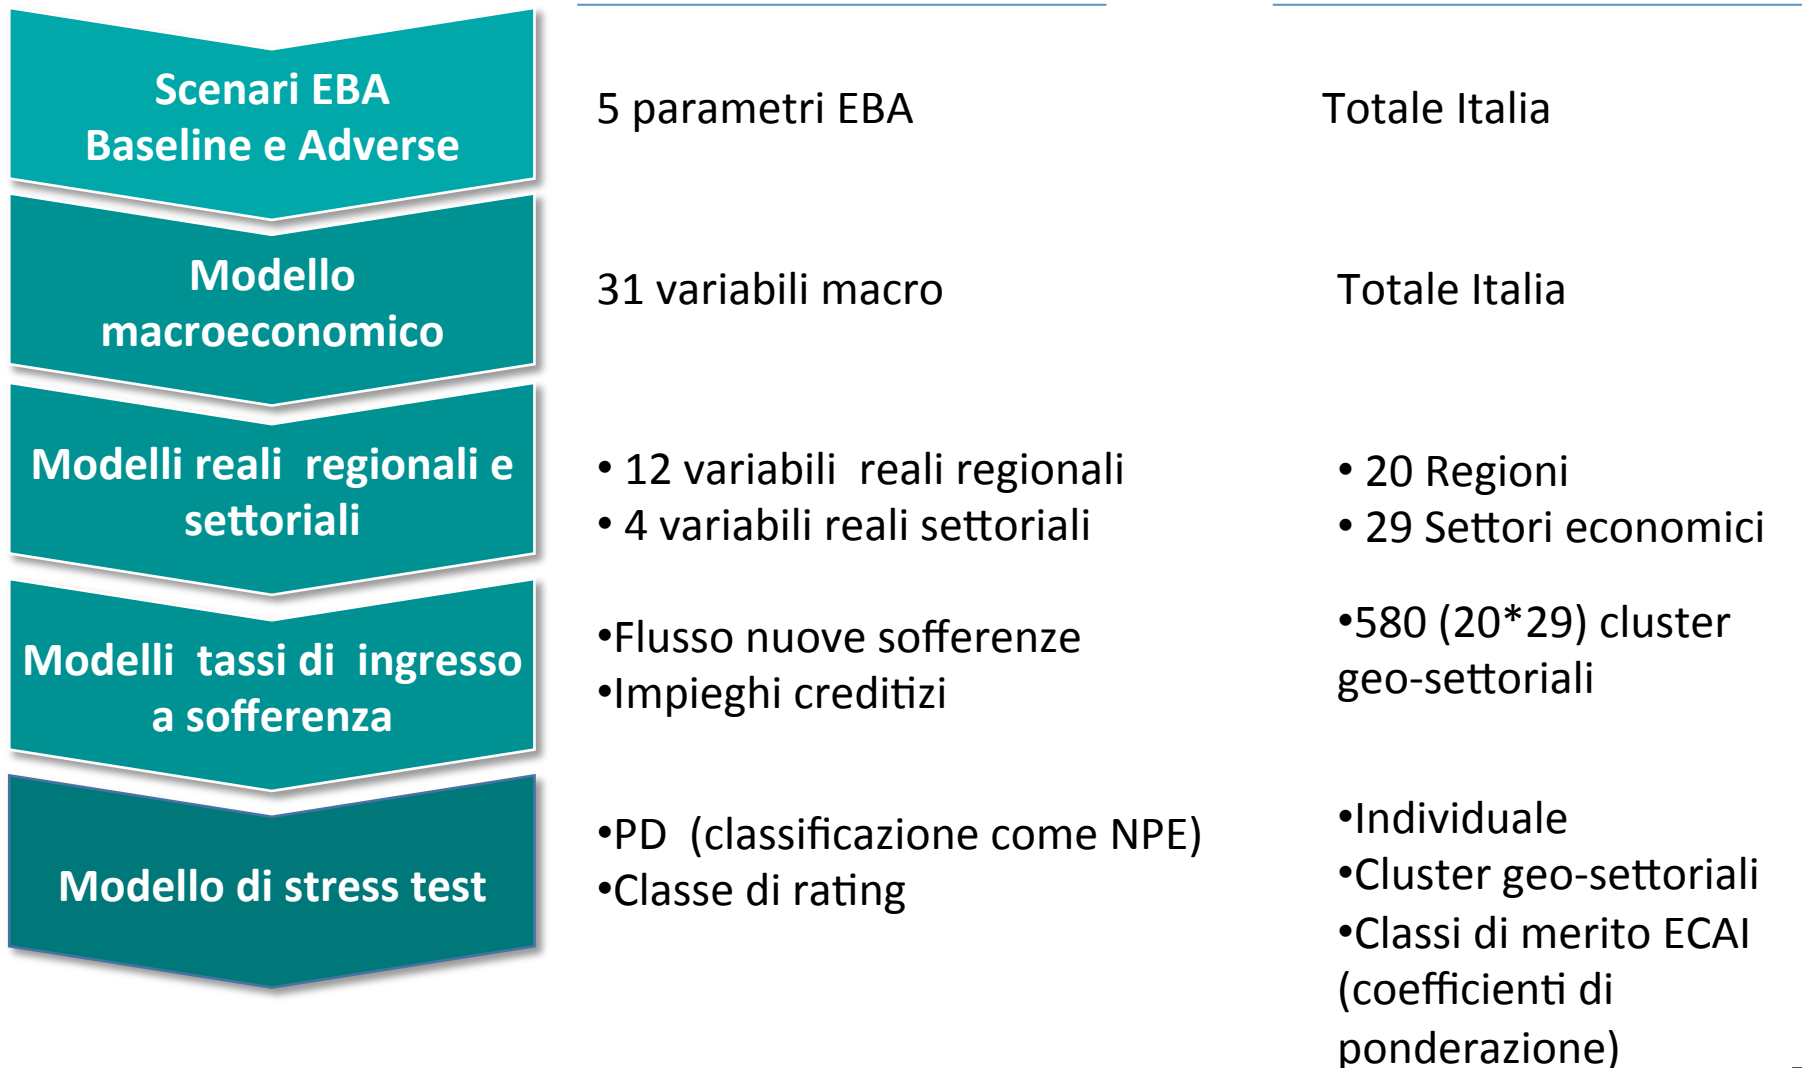 Scenari EBA
Baseline e Adverse
5 parametri EBA
Totale Italia
Modello
macroeconomico
31 variabili macro
Totale Italia
Modelli reali regionali e
settoriali
• 12 variabili reali regionali
• 4 variabili reali settoriali
• 20 Regioni
• 29 Settori economici
Modelli tassi di ingresso
a sofferenza
•Flusso nuove sofferenze
•Impieghi creditizi
•580 (20*29) cluster
geo-settoriali
Modello di stress test
•PD (classificazione come NPE)
•Classe di rating
•Individuale
•Cluster geo-settoriali
•Classi di merito ECAI
(coefficienti di
ponderazione)